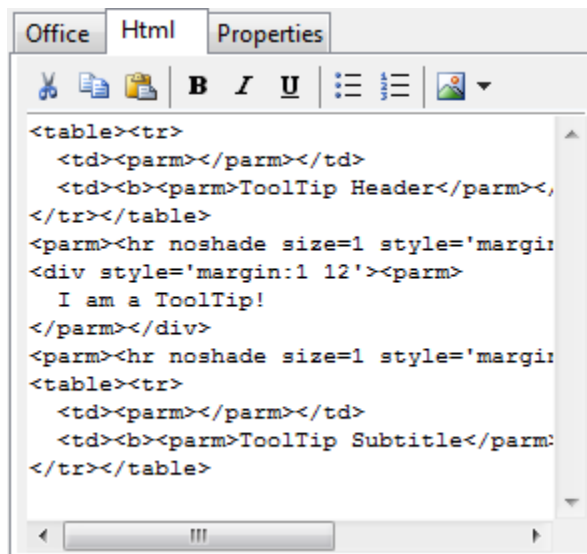 Office Html Properties
B I U
<table><tr>
  <td><parm></parm></td>
  <td><b><parm>ToolTip Header</parm></
</tr></table>
<parm><hr noshade size=1 style='margin
<div style='margin:1 12'><parm>
  I am a ToolTip!
</parm></div>
<parm><hr noshade size=1 style='margin
<table><tr>
  <td><parm></parm></td>
  <td><b><parm>ToolTip Subtitle</parm>
</tr></table>